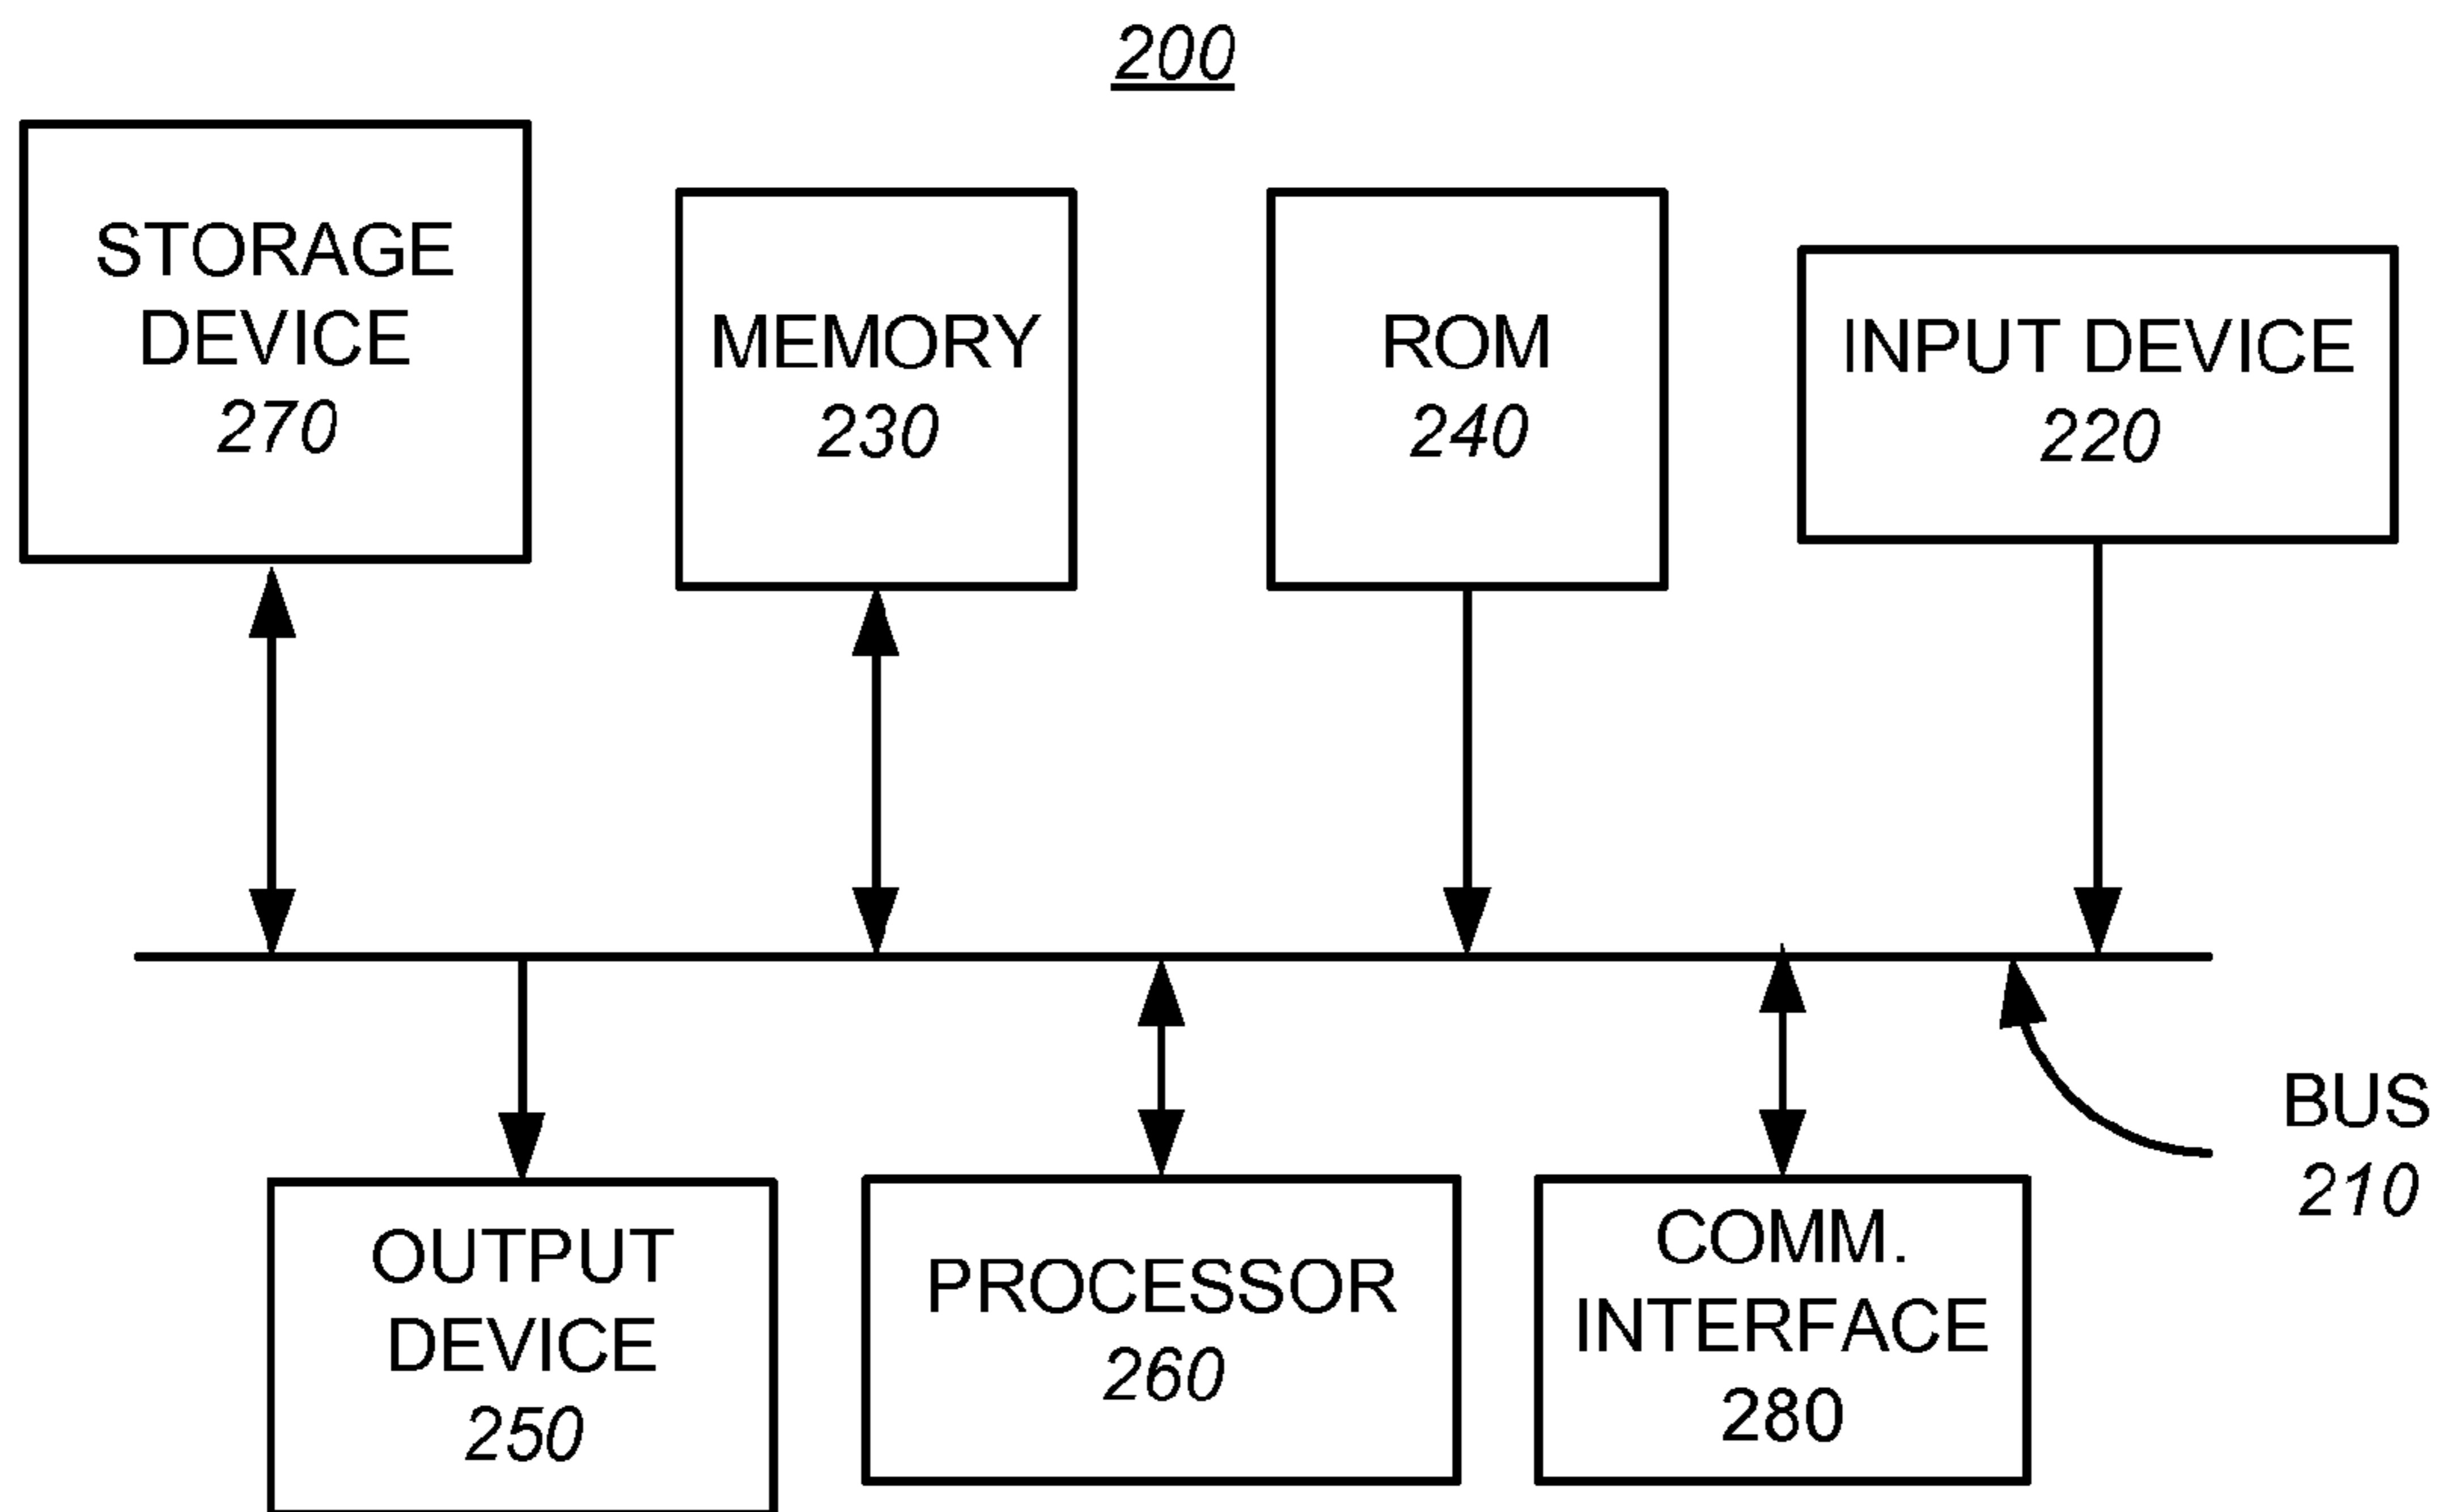 200
STORAGE
DEVICE
270
MEMORY
230
ROM
240
INPUT DEVICE
220
BUS
210
OUTPUT
DEVICE
250
PROCESSOR
260
COMM.
INTERFACE
280